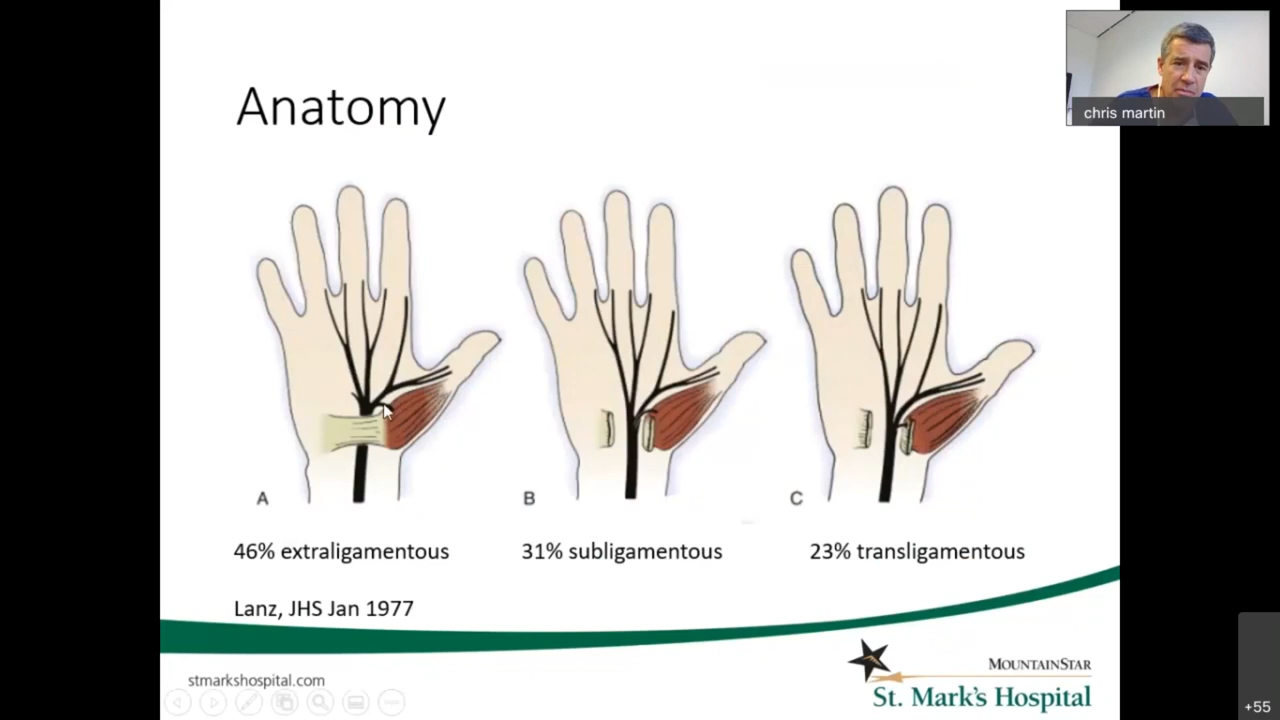 Anatomy
chris martin
A
B
C
46% extraligamentous
31% subligamentous
23% transligamentous
Lanz, JHS Jan 1977
stmarkshospital.com
MOUNTAINSTAR
St. Mark's Hospital
+55